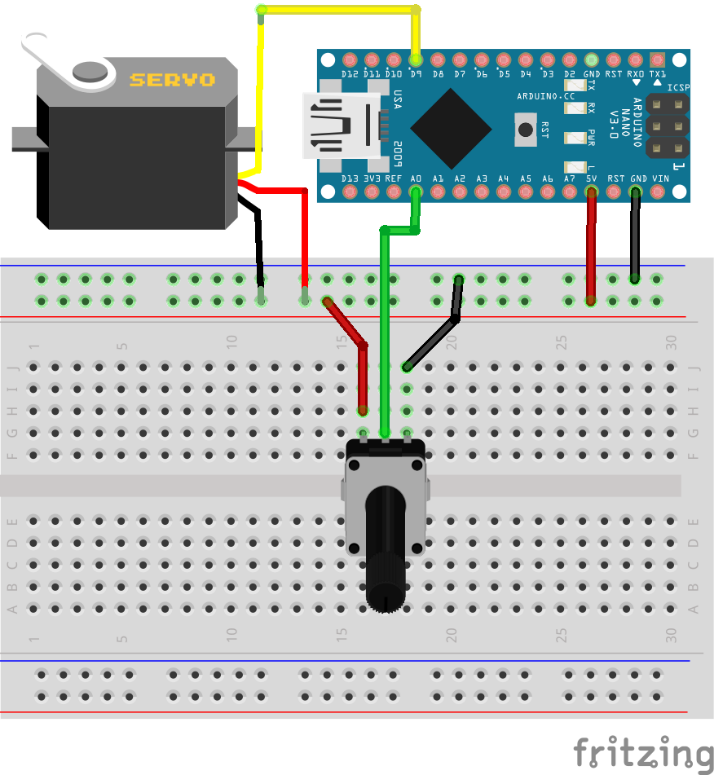 SERVO
D12 D11 D10 D9 D8 D7 D6 D5 D4 D3 D2 GND RST RX0 TX1
USA
TX
ICSP
ARDUINO.CC
RX
ARDUINO
NANO
V3.0
RST
PWR
2009
L
1
D13 3V3 REF A0 A1 A2 A3 A4 A5 A6 A7 5V RST GND VIN
1 5 10 15 20 25 30
J J
I I
H H
G G
F F
E E
D D
C C
B B
A A
1 5 10 15 20 25 30
fritzing